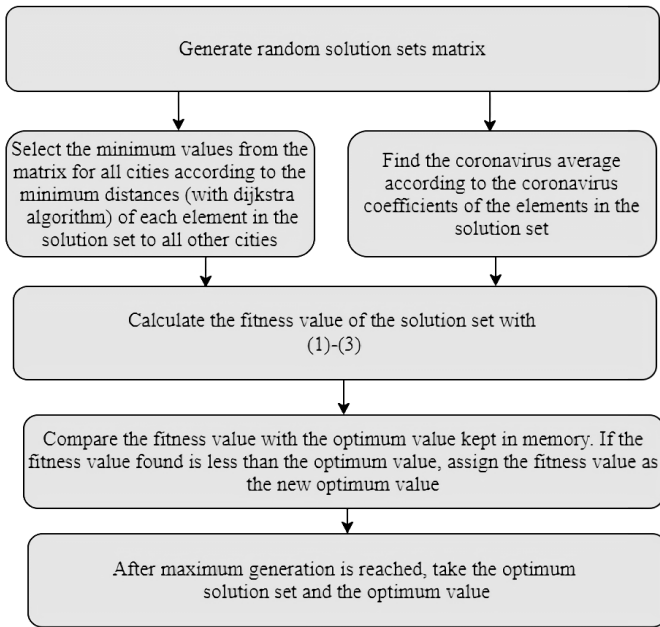 Generate random solution sets matrix
Select the minimum values from the
matrix for all cities according to the
minimum distances (with dijkstra
algorithm) of each element in the
solution set to all other cities
Find the coronavirus average
according to the coronavirus
coefficients of the elements in the
solution set
Calculate the fitness value of the solution set with
(1)-(3)
Compare the fitness value with the optimum value kept in memory. If the
fitness value found is less than the optimum value, assign the fitness value as
the new optimum value
After maximum generation is reached, take the optimum
solution set and the optimum value